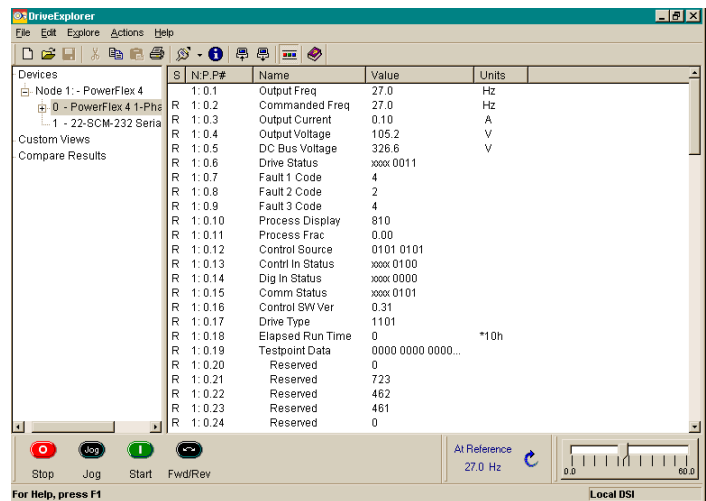 DriveExplorer
File Edit Explore Actions Help
Devices
Node 1: - PowerFlex 4
0 - PowerFlex 4 1-Pha
1 - 22-SCM-232 Seria
Custom Views
Compare Results
S N:P.P# Name Value Units
1: 0.1 Output Freq 27.0 Hz
R 1: 0.2 Commanded Freq 27.0 Hz
R 1: 0.3 Output Current 0.10 A
R 1: 0.4 Output Voltage 105.2 V
R 1: 0.5 DC Bus Voltage 326.6 V
R 1: 0.6 Drive Status xxxx 0011
R 1: 0.7 Fault 1 Code 4
R 1: 0.8 Fault 2 Code 2
R 1: 0.9 Fault 3 Code 4
R 1: 0.10 Process Display 810
R 1: 0.11 Process Frac 0.00
R 1: 0.12 Control Source 0101 0101
R 1: 0.13 Contrl In Status xxxx 0100
R 1: 0.14 Dig In Status xxxx 0000
R 1: 0.15 Comm Status xxxx 0101
R 1: 0.16 Control SW Ver 0.31
R 1: 0.17 Drive Type 1101
R 1: 0.18 Elapsed Run Time 0 *10h
R 1: 0.19 Testpoint Data 0000 0000 0000...
R 1: 0.20 Reserved 0
R 1: 0.21 Reserved 723
R 1: 0.22 Reserved 462
R 1: 0.23 Reserved 461
R 1: 0.24 Reserved 0
O Jog I
Stop Jog Start Fwd/Rev
At Reference
27.0 Hz
0.0 60.0
For Help, press F1 Local DSI